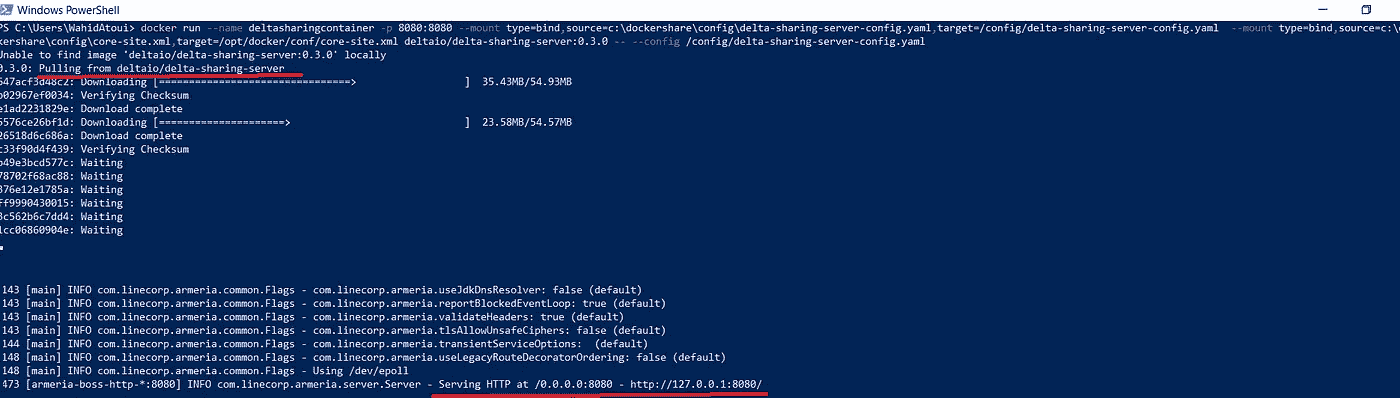 Windows PowerShell
PS C:\Users\WahidAtoui> docker run --name deltasharingcontainer -p 8080:8080 --mount type=bind,source=c:\dockershare\config\delta-sharing-server-config.yaml,target=/config/delta-sharing-server-config.yaml --mount type=bind,source=c:\
ckershare\config\core-site.xml,target=/opt/docker/conf/core-site.xml deltaio/delta-sharing-server:0.3.0 -- --config /config/delta-sharing-server-config.yaml
Unable to find image 'deltaio/delta-sharing-server:0.3.0' locally
0.3.0: Pulling from deltaio/delta-sharing-server
647acf3d48c2: Downloading [================================>                  ]  35.43MB/54.93MB
b02967ef0034: Verifying Checksum
e1ad2231829e: Download complete
5576ce26bf1d: Downloading [=====================>                             ]  23.58MB/54.57MB
26518d6c686a: Download complete
c33f90d4f439: Verifying Checksum
b49e3bcd577c: Waiting
78702f68ac88: Waiting
376e12e1785a: Waiting
ff9990430015: Waiting
3c562b6c7dd4: Waiting
1cc06860904e: Waiting
143 [main] INFO com.linecorp.armeria.common.Flags - com.linecorp.armeria.useJdkDnsResolver: false (default)
143 [main] INFO com.linecorp.armeria.common.Flags - com.linecorp.armeria.reportBlockedEventLoop: true (default)
143 [main] INFO com.linecorp.armeria.common.Flags - com.linecorp.armeria.validateHeaders: true (default)
143 [main] INFO com.linecorp.armeria.common.Flags - com.linecorp.armeria.tlsAllowUnsafeCiphers: false (default)
144 [main] INFO com.linecorp.armeria.common.Flags - com.linecorp.armeria.transientServiceOptions:  (default)
148 [main] INFO com.linecorp.armeria.common.Flags - com.linecorp.armeria.useLegacyRouteDecoratorOrdering: false (default)
148 [main] INFO com.linecorp.armeria.common.Flags - Using /dev/epoll
473 [armeria-boss-http-*:8080] INFO com.linecorp.armeria.server.Server - Serving HTTP at /0.0.0.0:8080 - http://127.0.0.1:8080/